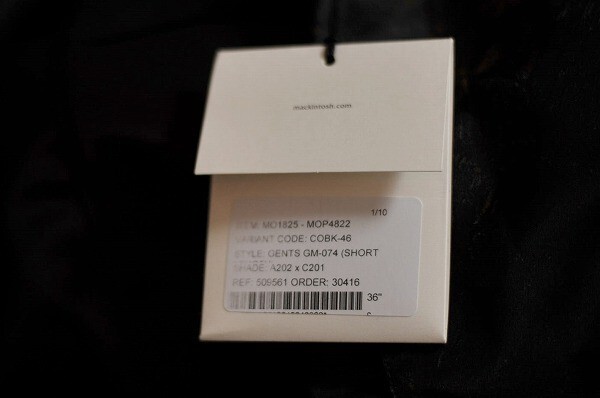 mackintosh.com
1/10
ITEM: MO1825 - MOP4822
VARIANT CODE: COBK-46
STYLE: GENTS GM-074 (SHORT
SHADE: A202 x C201
REF: 509561 ORDER: 30416
36"